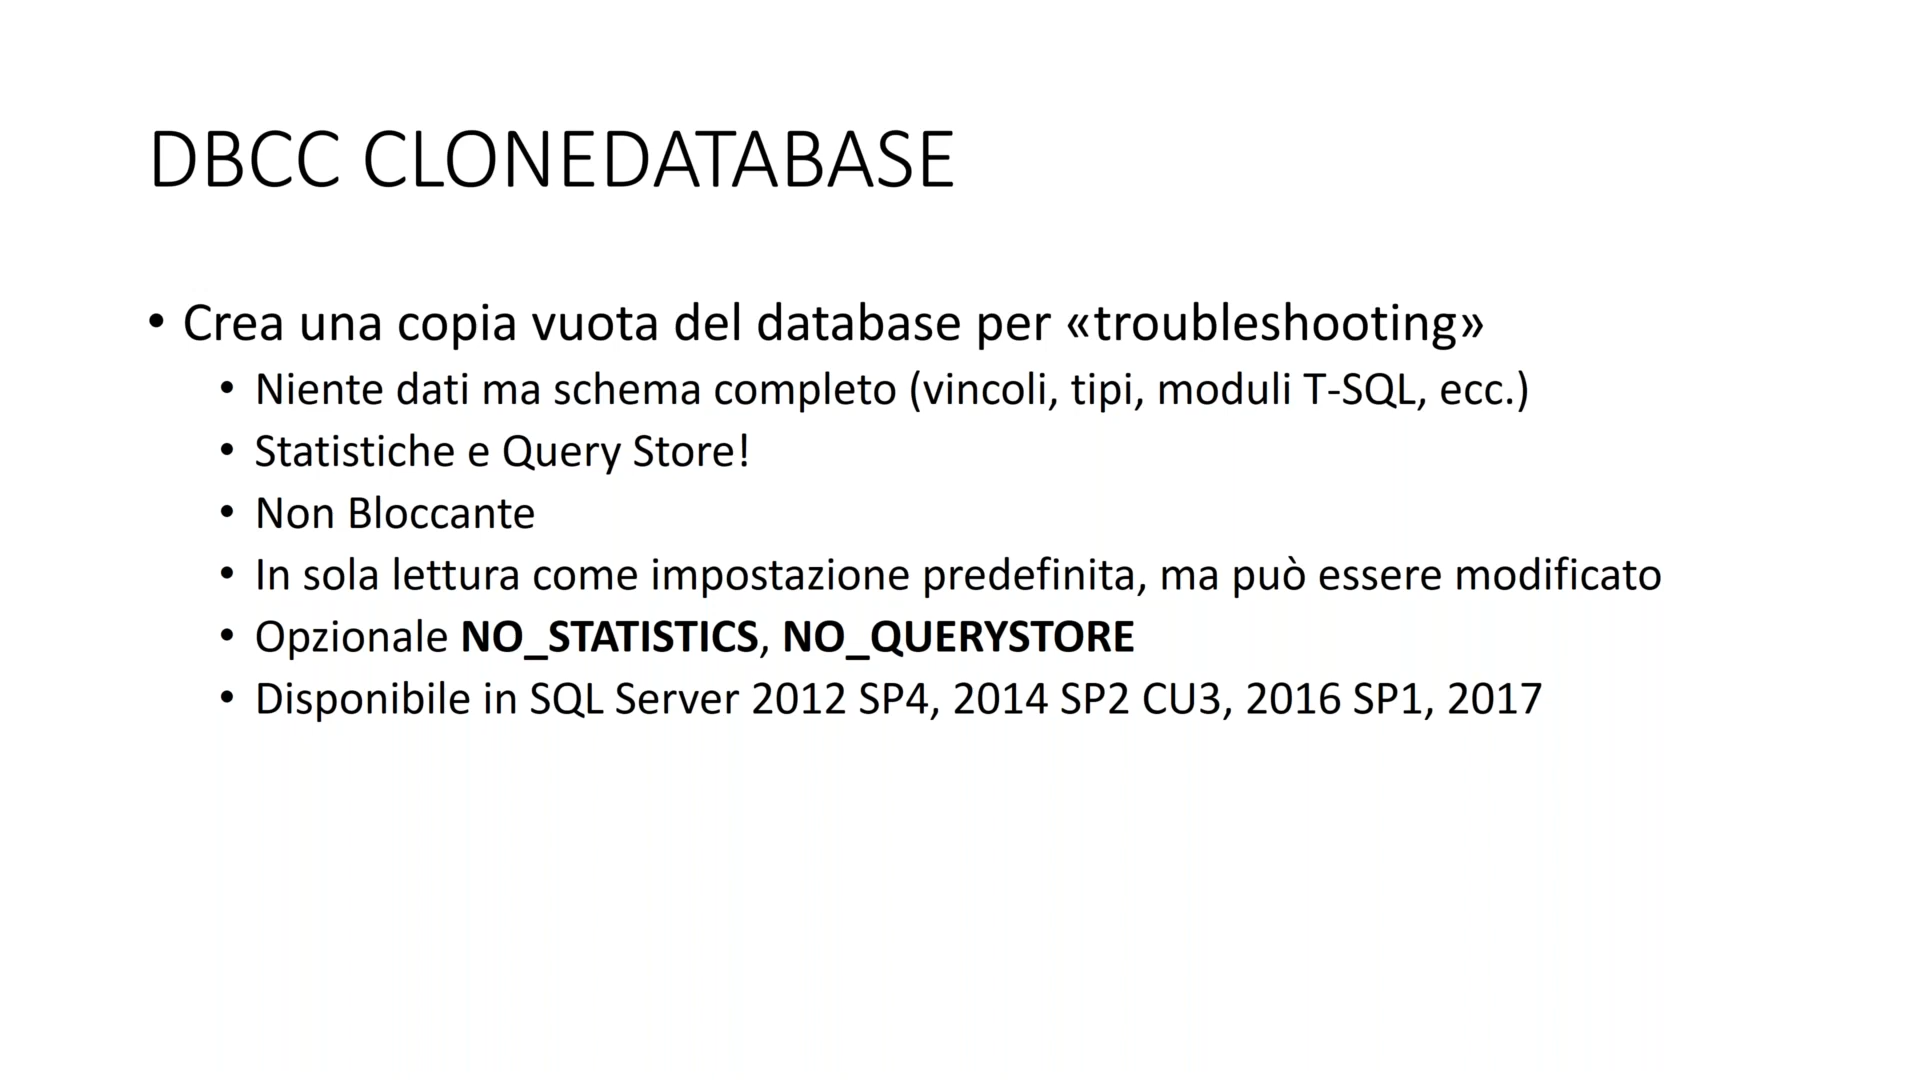 DBCC CLONEDATABASE
• Crea una copia vuota del database per «troubleshooting»
• Niente dati ma schema completo (vincoli, tipi, moduli T-SQL, ecc.)
• Statistiche e Query Store!
• Non Bloccante
• In sola lettura come impostazione predefinita, ma può essere modificato
• Opzionale NO_STATISTICS, NO_QUERYSTORE
• Disponibile in SQL Server 2012 SP4, 2014 SP2 CU3, 2016 SP1, 2017